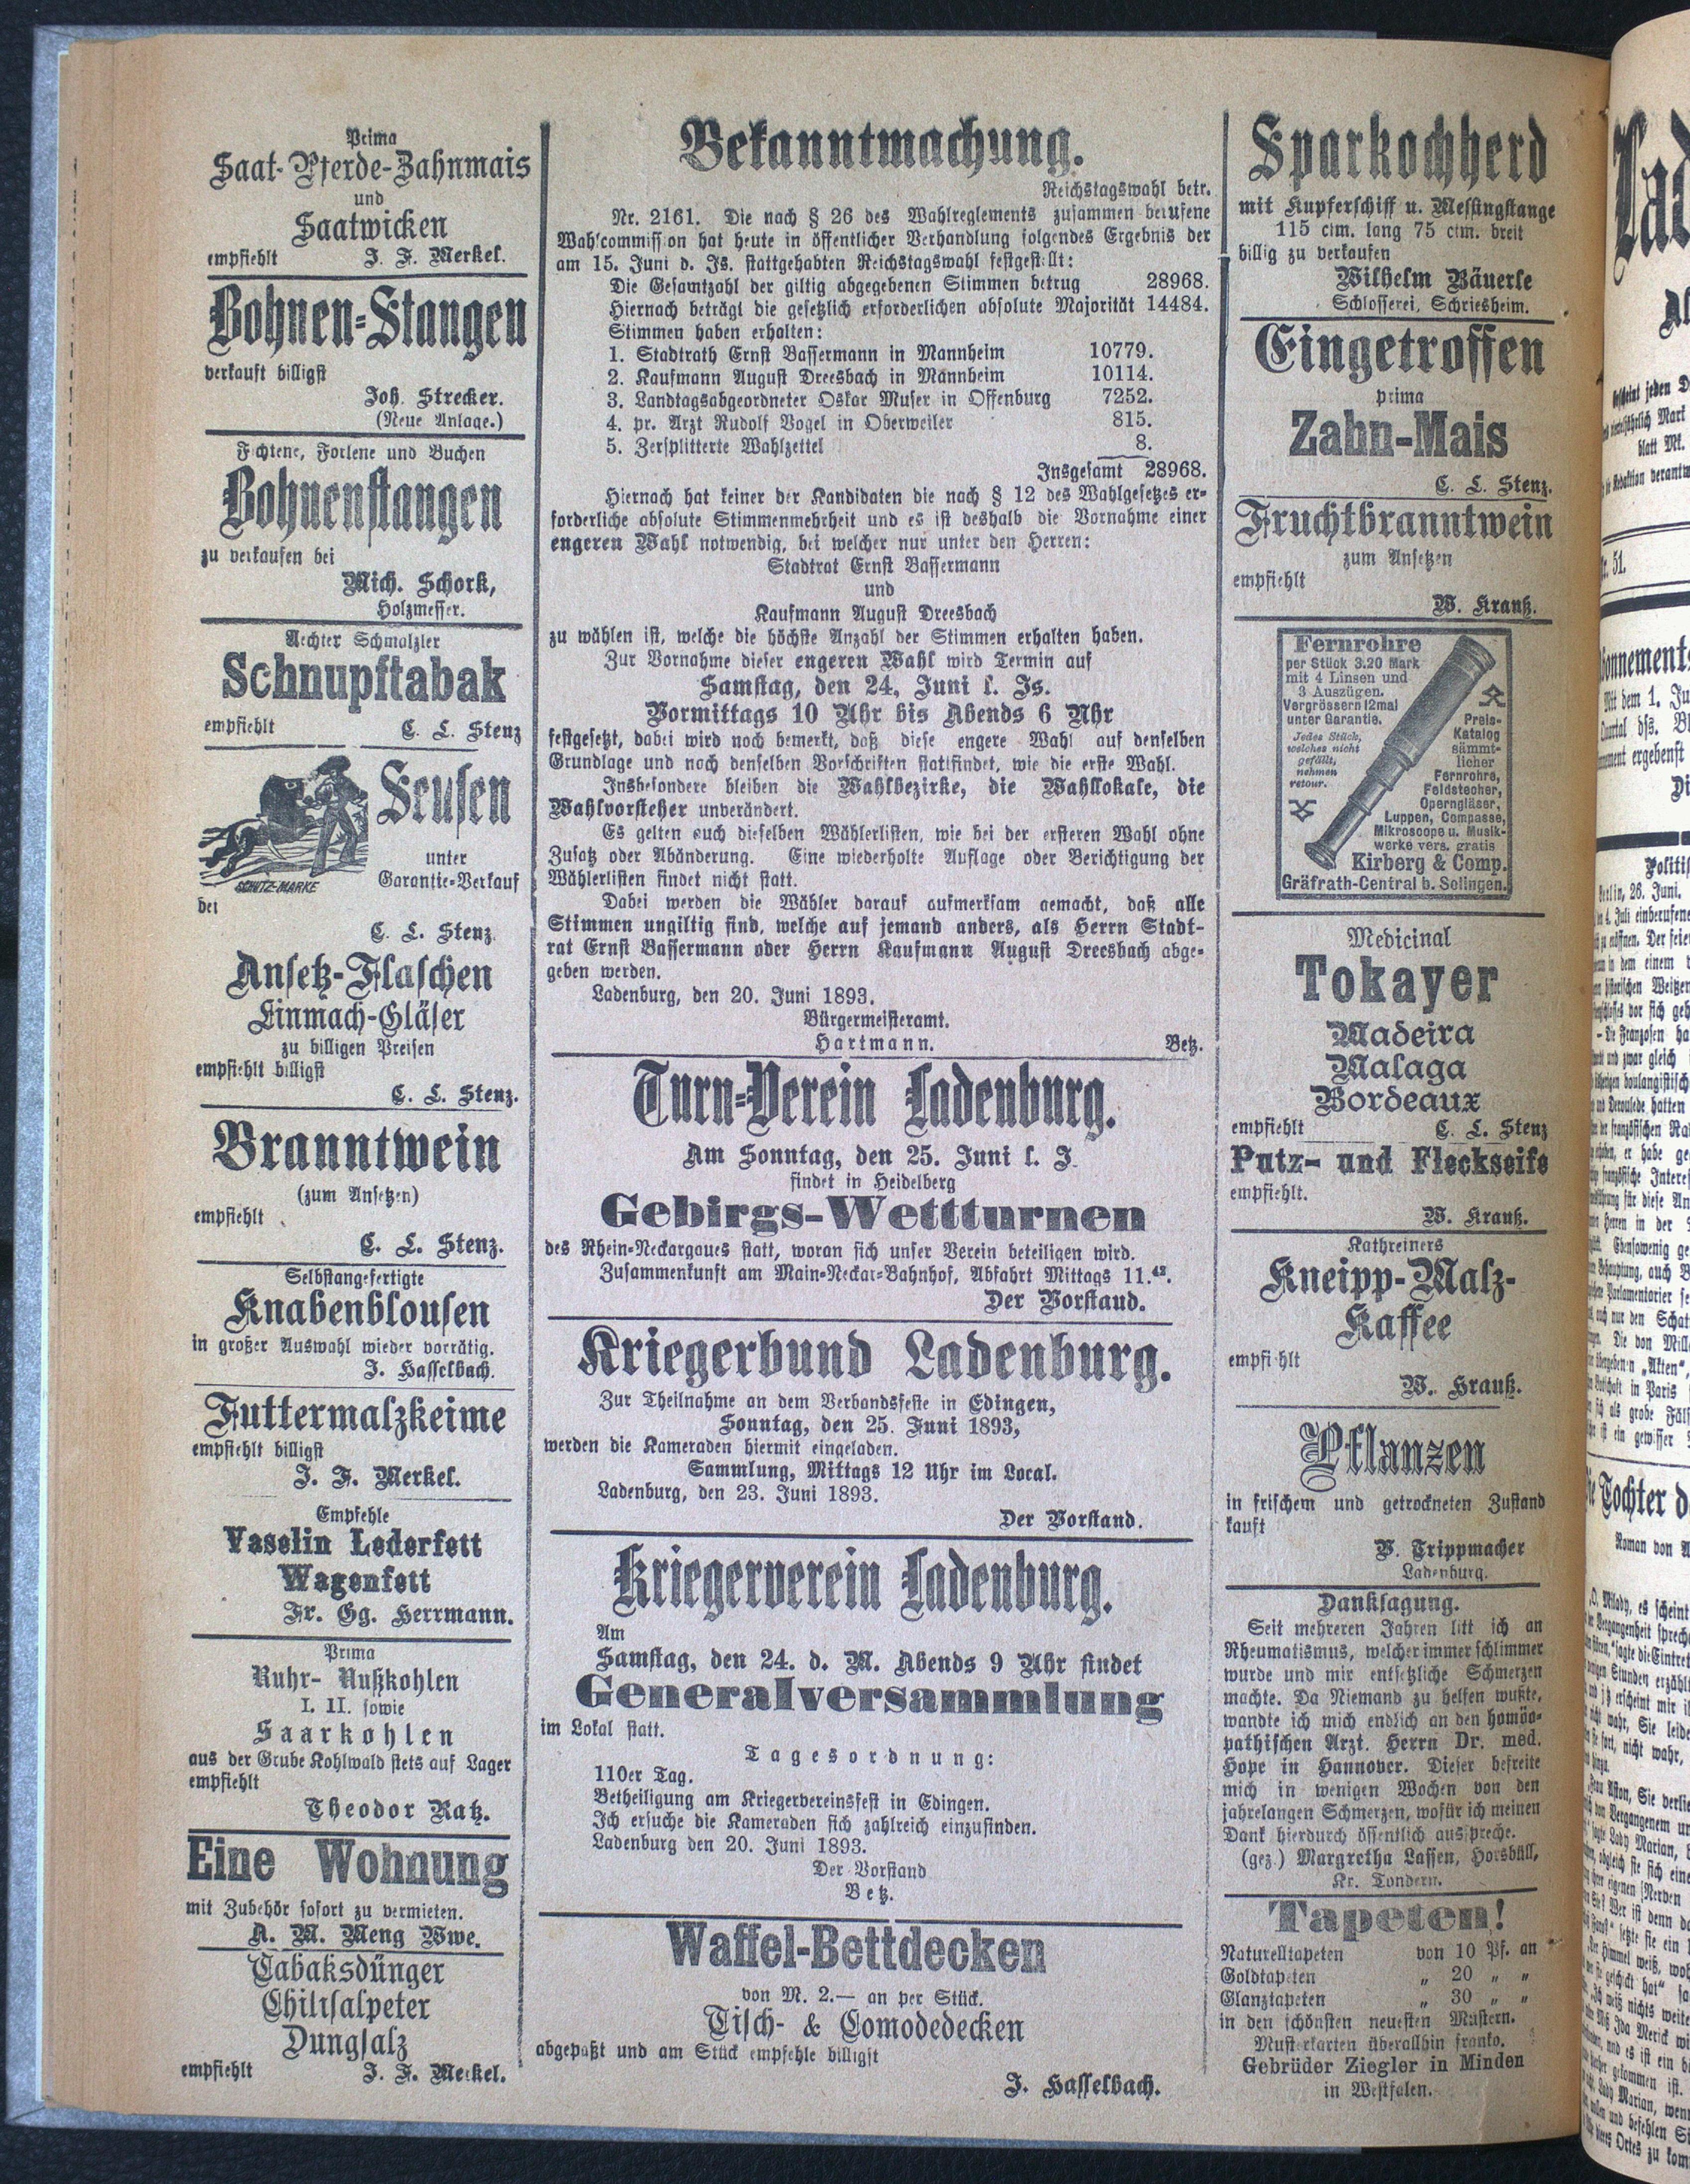 Prima
Saat-Pferde-Zahnmais
und
Saatwicken
empfiehlt J. F. Merkel.
Bohnen=Stangen
verkauft billigst
Joh. Strecker.
(Neue Anlage.)
Fichtene, Forlene und Buchen
Bohnenstangen
zu verkaufen bei
Mich. Schork,
Holzmesser.
Aechter Schmalzler
Schnupftabak
empfiehlt C. L. Stenz
Sensen
unter
Garantie=Verkauf
SCHUTZ-MARKE
bei
C. L. Stenz.
Ansetz-Flaschen
Einmach-Gläser
zu billigen Preisen
empfiehlt billigst
C. L. Stenz.
Branntwein
(zum Ansetzen)
empfiehlt
C. L. Stenz.
Selbstangefertigte
Knabenblousen
in großer Auswahl wieder vorrätig.
J. Hasselbach.
Futtermalzkeime
empfiehlt billigst
J. F. Merkel.
Empfehle
Vaselin Lederfett
Wagenfett
Fr. Gg. Herrmann.
Prima
Ruhr- Nußkohlen
I. II. sowie
Saarkohlen
aus der Grube Kohlwald stets auf Lager
empfiehlt
Theodor Ratz.
Eine Wohnung
mit Zubehör sofort zu vermieten.
A. M. Meng Wwe.
Tabaksdünger
Chilisalpeter
Dungsalz
empfiehlt J. F. Merkel.
Bekanntmachung.
Reichstagswahl betr.
Nr. 2161. Die nach § 26 des Wahlreglements zusammen berufene
Wahlcommission hat heute in öffentlicher Verhandlung folgendes Ergebnis der
am 15. Juni d. Js. stattgehabten Reichstagswahl festgestellt:
Die Gesamtzahl der giltig abgegebenen Stimmen betrug 28968.
Hiernach beträgl die gesetzlich erforderlichen absolute Majorität 14484.
Stimmen haben erhalten:
1. Stadtrath Ernst Bassermann in Mannheim 10779.
2. Kaufmann August Dreesbach in Mannheim 10114.
3. Landtagsabgeordneter Oskar Muser in Offenburg 7252.
4. pr. Arzt Rudolf Vogel in Oberweiler 815.
5. Zersplitterte Wahlzettel 8.
Insgesamt 28968.
Hiernach hat keiner der Kandidaten die nach § 12 des Wahlgesetzes er=
forderliche absolute Stimmenmehrheit und es ist deshalb die Vornahme einer
engeren Wahl notwendig, bei welcher nur unter den Herren:
Stadtrat Ernst Bassermann
und
Kaufmann August Dreesbach
zu wählen ist, welche die höchste Anzahl der Stimmen erhalten haben.
Zur Vornahme dieser engeren Wahl wird Termin auf
Samstag, den 24, Juni l. Js.
Vormittags 10 Uhr bis Abends 6 Uhr
festgesetzt, dabei wird noch bemerkt, daß diese engere Wahl auf denselben
Grundlage und nach denselben Vorschriften stattfindet, wie die erste Wahl.
Insbesondere bleiben die Wahlbezirke, die Wahllokale, die
Wahlvorsteher unverändert.
Es gelten auch dieselben Wählerlisten, wie bei der ersteren Wahl ohne
Zusatz oder Abänderung. Eine wiederholte Auflage oder Berichtigung der
Wählerlisten findet nicht statt.
Dabei werden die Wähler darauf aufmerksam gemacht, daß alle
Stimmen ungiltig sind, welche auf jemand anders, als Herrn Stadt-
rat Ernst Bassermann oder Herrn Kaufmann August Dreesbach abge=
geben werden.
Ladenburg, den 20. Juni 1893.
Bürgermeisteramt.
Hartmann. Betz.
Turn=Verein Ladenburg.
Am Sonntag, den 25. Juni l. J.
findet in Heidelberg
Gebirgs-Wettturnen
des Rhein=Neckargaues statt, woran sich unser Verein beteiligen wird.
Zusammenkunft am Main=Neckar=Bahnhof, Abfahrt Mittags 11.
Der Vorstand.
Kriegerbund Ladenburg.
Zur Theilnahme an dem Verbandsfeste in Edingen,
Sonntag, den 25. Juni 1893,
werden die Kameraden hiermit eingeladen.
Sammlung, Mittags 12 Uhr im Local.
Ladenburg, den 23. Juni 1893.
Der Vorstand.
Kriegerverein Ladenburg.
Am
Samstag, den 24. d. M. Abends 9 Uhr findet
Generalversammlung
im Lokal statt.
Tagesordnung:
110er Tag.
Betheiligung am Kriegervereinsfest in Edingen.
Ich ersuche die Kameraden sich zahlreich einzufinden.
Ladenburg den 20. Juni 1893.
Der Vorstand
Betz.
Waffel-Bettdecken
von M. 2.— an per Stück.
Tisch- & Comodedecken
abgepaßt und am Stück empfehle billigst
J. Hasselbach.
Sparkochherd
mit Kupferschiff u. Messingstange
115 ctm. lang 75 ctm. breit
billig zu verkaufen
Wilhelm Bäuerle
Schlosserei, Schriesheim.
Eingetroffen
prima
Zahn-Mais
C. L. Stenz.
Fruchtbranntwein
zum Ansetzen
empfiehlt
W. Krauß.
Fernrohre
per Stück 3.20 Mark
mit 4 Linsen und
3 Auszügen.
Vergrössern 12mal
unter Garantie.
Jedes Stück,
welches nicht
gefällt,
nehmen
retour.
Preis-
Katalog
sämmt-
licher
Fernrohre,
Feldstecher,
Operngläser,
Luppen, Compasse,
Mikroscope u. Musik-
werke vers. gratis
Kirberg & Comp.
Gräfrath-Central b. Solingen.
Medicinal
Tokayer
Madeira
Malaga
Bordeaux
empfiehlt C. L. Stenz
Putz- und Fleckseife
empfiehlt.
W. Krauß.
Kathreiners
Kneipp-Malz-
Kaffee
empfiehlt
W. Krauß.
Pflanzen
in frischem und getrockneten Zustand
kauft
P. Trippmacher
Ladenburg.
Danksagung.
Seit mehreren Jahren litt ich an
Rheumatismus, welcher immer schlimmer
wurde und mir entsetzliche Schmerzen
machte. Da Niemand zu helfen wußte,
wandte ich mich endlich an den homöo=
pathischen Arzt. Herrn Dr. med.
Hope in Hannover. Dieser befreite
mich in wenigen Wochen von den
jahrelangen Schmerzen, wofür ich meinen
Dank hierdurch öffentlich ausspreche.
(gez.) Margretha Lassen, Horsbüll,
Kr. Tondern.
Tapeten!
Naturelltapeten von 10 Pf. an
Goldtapeten „ 20 „ „
Glanztapeten „ 30 „ „
in den schönsten neuesten Mustern.
Musterkarten überallhin franko.
Gebrüder Ziegler in Minden
in Westfalen.